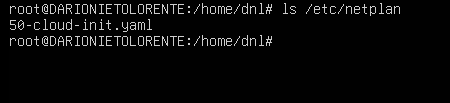 root@DARIONIETOLORENTE:/home/dnl# ls /etc/netplan
50-cloud-init.yaml
root@DARIONIETOLORENTE:/home/dnl#